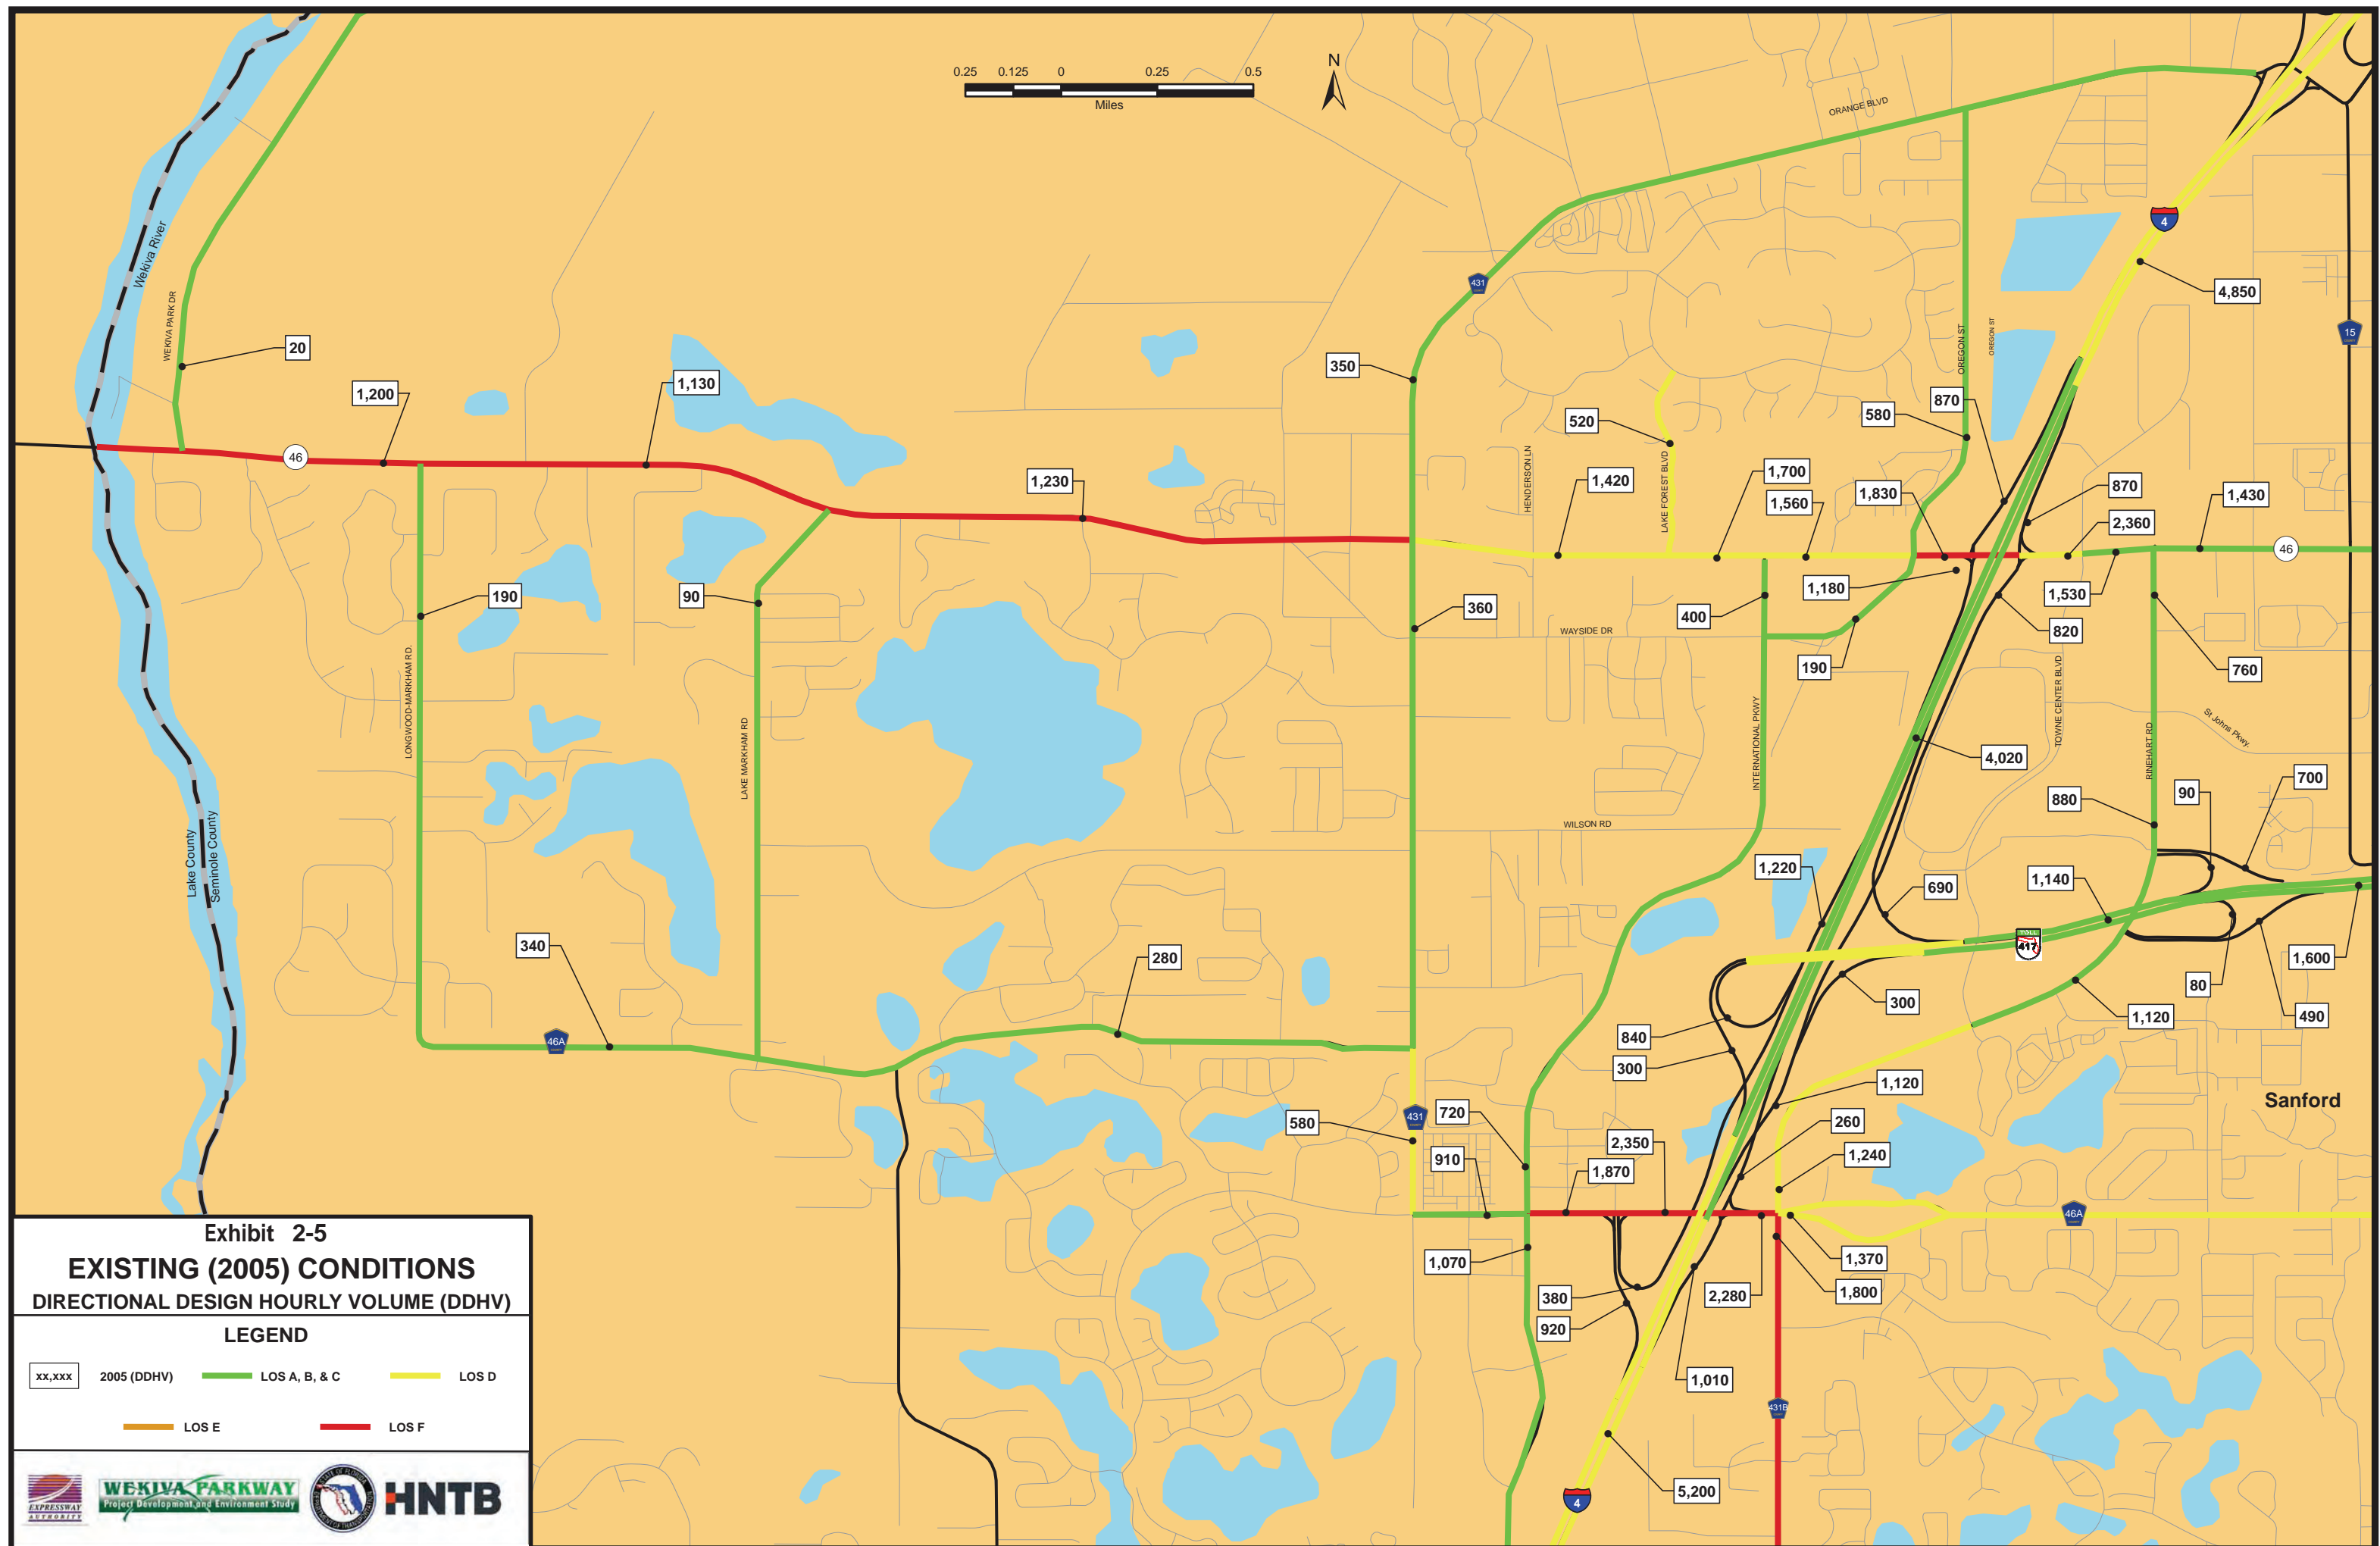 0.25 0.125 0 0.25 0.5
Miles
N
ORANGE BLVD
4
4,850
15
Wekiva River
WEKIVA PARK DR
20
1,200
46
1,130
1,230
431
350
520
HENDERSON LN
LAKE FOREST BLVD
1,420
1,700
1,560
1,830
580
870
OREGON ST
OREGON ST
870
2,360
1,430
46
190
90
360
WAYSIDE DR
400
1,180
190
1,530
820
760
LONGWOOD-MARKHAM RD.
LAKE MARKHAM RD
INTERNATIONAL PKWY
TOWNE CENTER BLVD
RINEHART RD
St Johns Pkwy.
4,020
880
90
700
WILSON RD
Lake County
Seminole County
1,220
690
1,140
TOLL
417
1,600
340
46A
280
840
300
300
80
490
1,120
1,120
Sanford
580
431
720
910
2,350
1,870
260
1,240
46A
1,070
380
920
2,280
1,370
1,800
1,010
431B
5,200
4
Exhibit 2-5
EXISTING (2005) CONDITIONS
DIRECTIONAL DESIGN HOURLY VOLUME (DDHV)
LEGEND
xx,xxx 2005 (DDHV) LOS A, B, & C LOS D
LOS E LOS F
EXPRESSWAY
AUTHORITY
WEKIVA PARKWAY
Project Development and Environment Study
HNTB